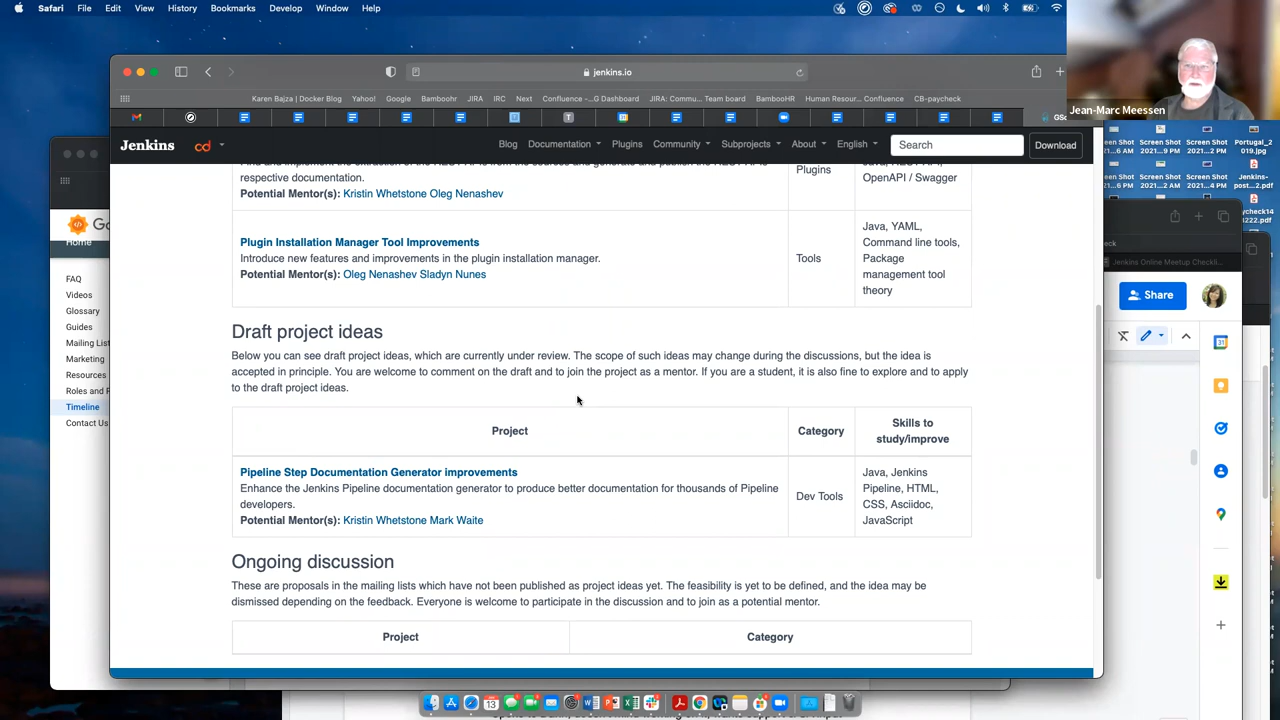 Safari File Edit View History Bookmarks Develop Window Help
jenkins.io
Karen Bajza | Docker Blog Yahoo! Google Bamboohr JIRA IRC Next Confluence -...G Dashboard JIRA: Commu... Team board BambooHR Human Resour...Confluence CB-paycheck
Jean-Marc Meessen
Jenkins cd Blog Documentation Plugins Community Subprojects About English Search Download
respective documentation.
Potential Mentor(s): Kristin Whetstone Oleg Nenashev
Plugins
OpenAPI / Swagger
Plugin Installation Manager Tool Improvements
Introduce new features and improvements in the plugin installation manager.
Potential Mentor(s): Oleg Nenashev Sladyn Nunes
Tools
Java, YAML,
Command line tools,
Package
management tool
theory
Draft project ideas
Below you can see draft project ideas, which are currently under review. The scope of such ideas may change during the discussions, but the idea is
accepted in principle. You are welcome to comment on the draft and to join the project as a mentor. If you are a student, it is also fine to explore and to apply
to the draft project ideas.
Project
Category
Skills to
study/improve
Pipeline Step Documentation Generator improvements
Enhance the Jenkins Pipeline documentation generator to produce better documentation for thousands of Pipeline
developers.
Potential Mentor(s): Kristin Whetstone Mark Waite
Dev Tools
Java, Jenkins
Pipeline, HTML,
CSS, Asciidoc,
JavaScript
Ongoing discussion
These are proposals in the mailing lists which have not been published as project ideas yet. The feasibility is yet to be defined, and the idea may be
dismissed depending on the feedback. Everyone is welcome to participate in the discussion and to join as a potential mentor.
Project Category
Home
FAQ
Videos
Glossary
Guides
Mailing List
Marketing
Resources
Roles and
Timeline
Contact Us
Share
Jenkins Online Meetup Checkli...